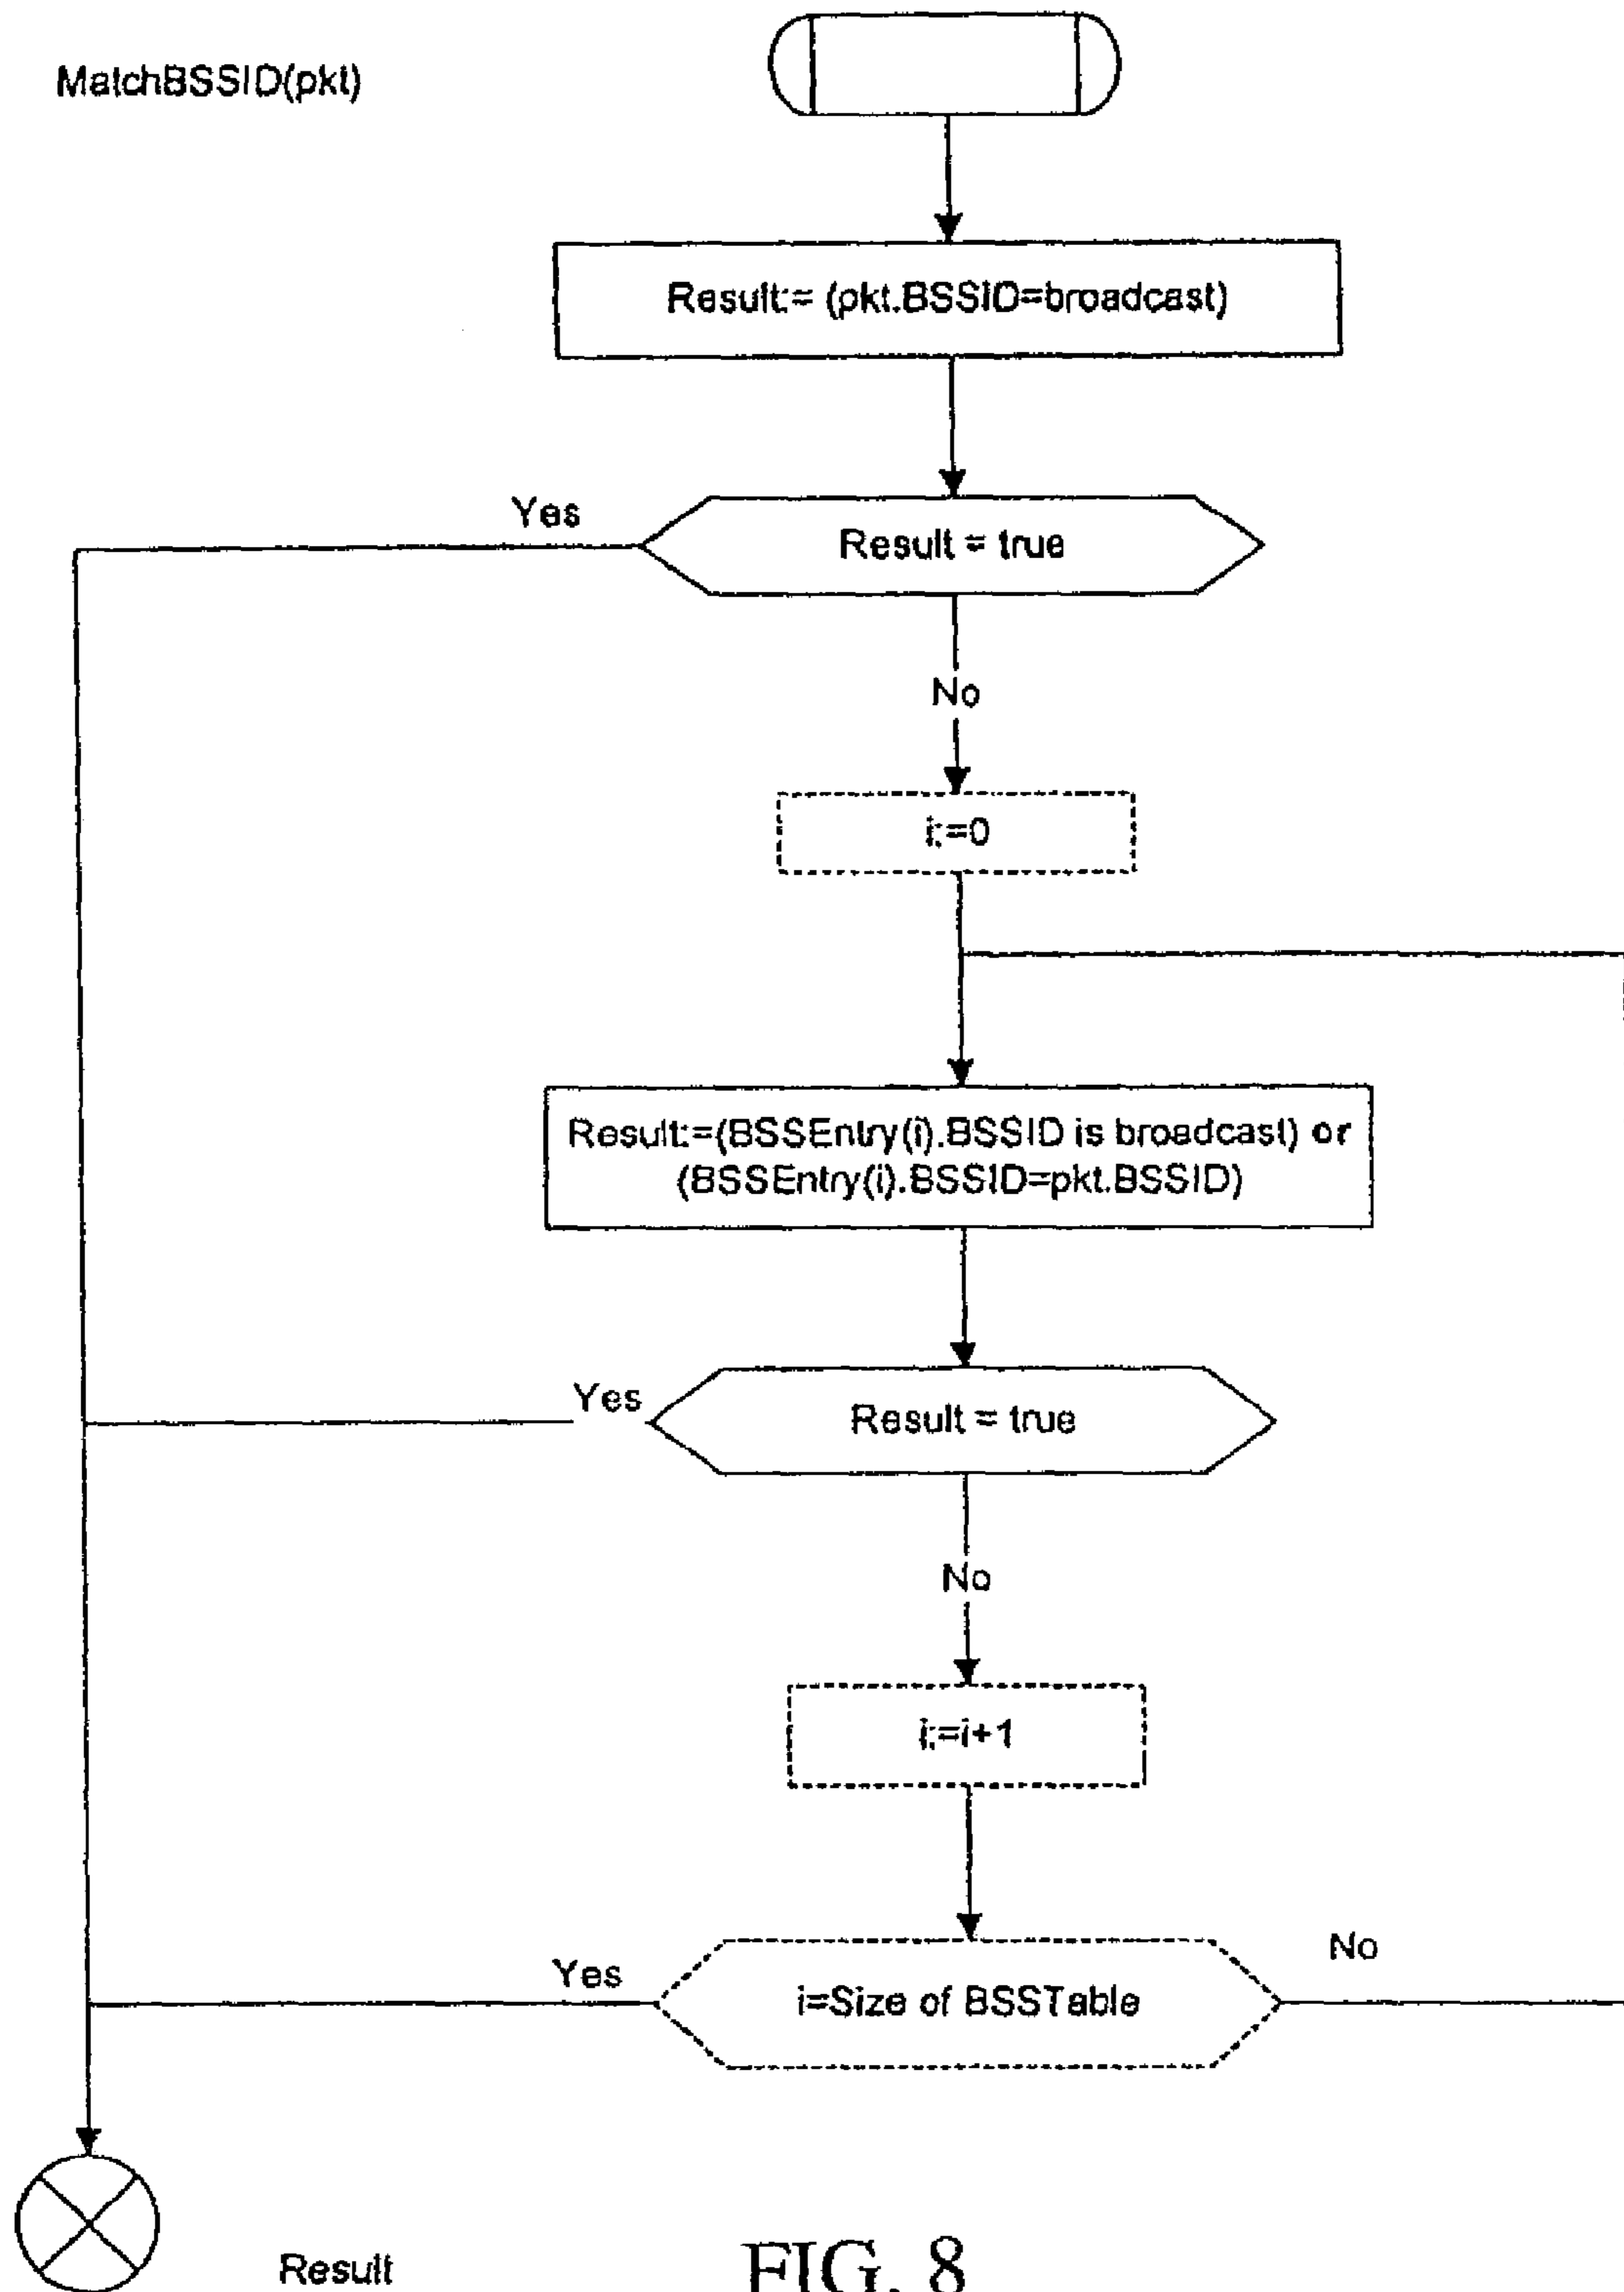 MatchBSSID(pkt)
Result:= (pkt.BSSID=broadcast)
Yes
Result = true
No
i:=0
Result:=(BSSEntry(i).BSSID is broadcast) or
(BSSEntry(i).BSSID=pkt.BSSID)
Yes
Result = true
No
i:=i+1
Yes
i=Size of BSSTable
No
Result
FIG. 8